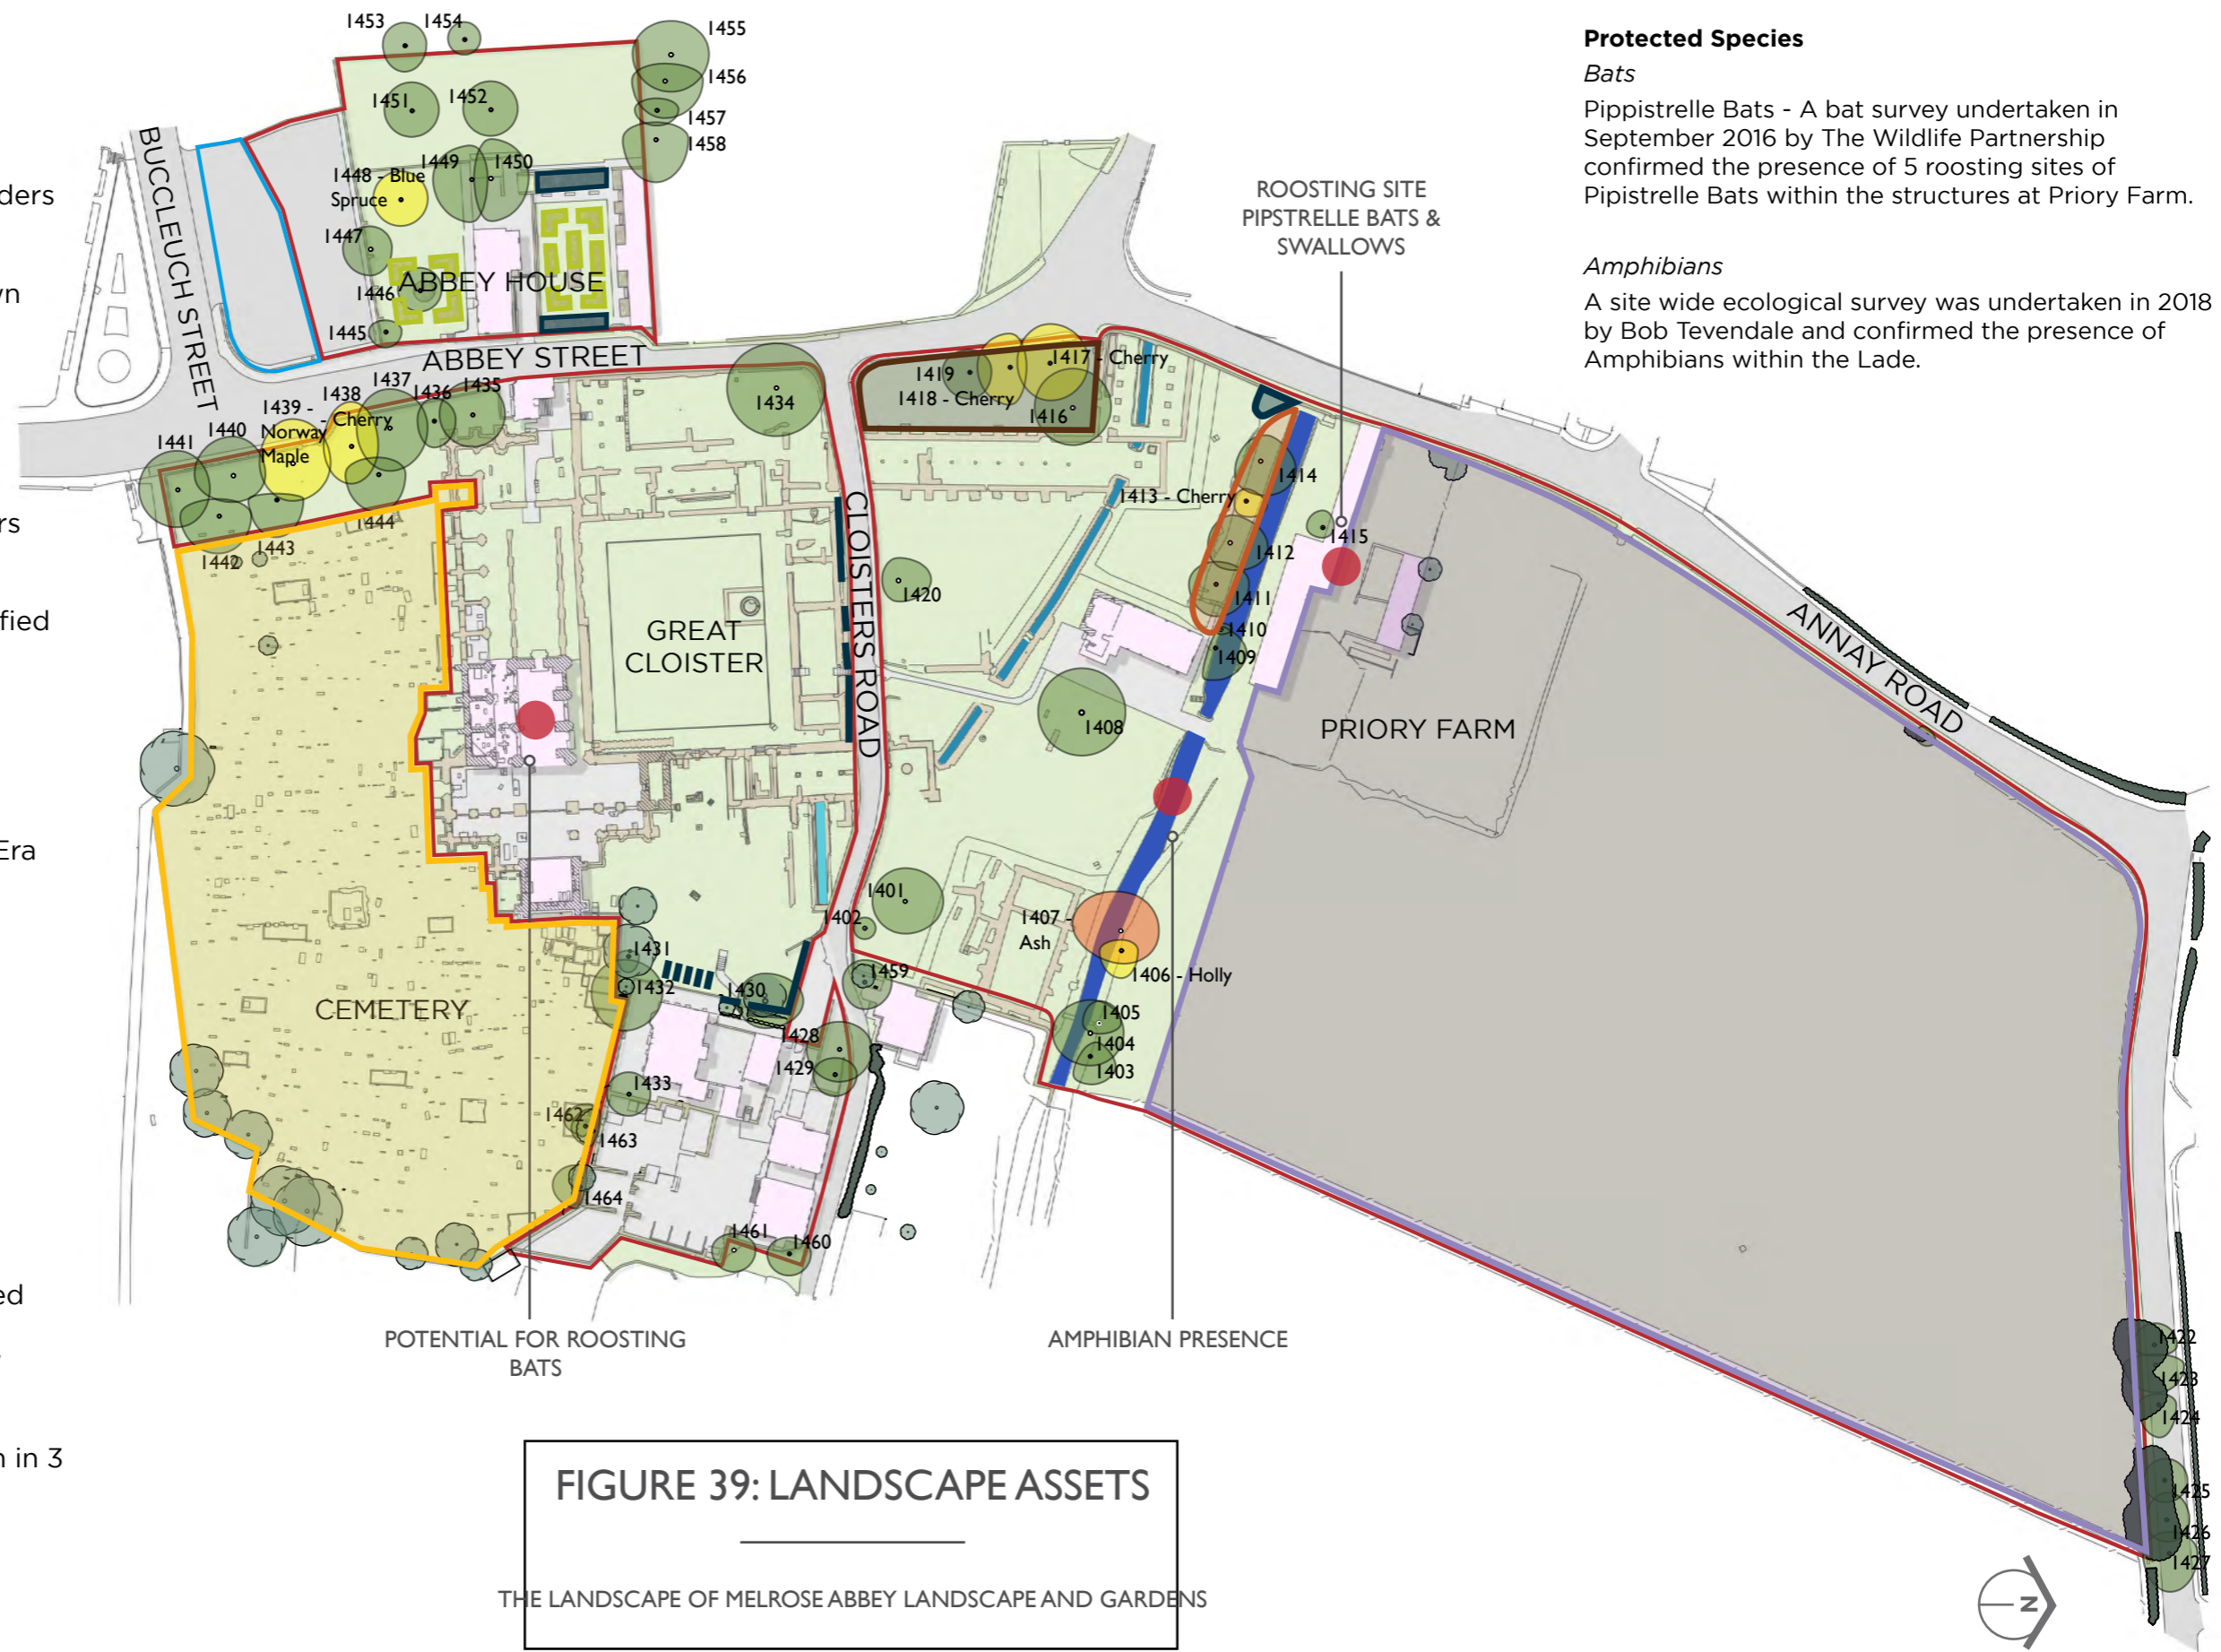 ders
vn
rs
fied
Era
ed
n in 3
1453
1454
1455
1456
1457
1458
1451
1452
1448 - Blue
Spruce
1449
1450
1447
1446
1445
ABBEY HOUSE
BUCCLEUCH STREET
ABBEY STREET
1441
1440
1439 -
Norway
Maple
1438
- Cherry
1437
1436
1435
1434
1442
1443
1444
1419
1418 - Cherry
1417 - Cherry
1416
ROOSTING SITE
PIPSTRELLE BATS &
SWALLOWS
1413 - Cherry
1414
1415
1412
1411
1410
1409
1420
1408
GREAT
CLOISTER
CLOISTERS ROAD
PRIORY FARM
ANNAY ROAD
1401
1402
1407 -
Ash
1406 - Holly
1405
1404
1403
1459
1431
1432
1430
1428
1429
1433
1462
1463
1464
1461
1460
CEMETERY
1422
1423
1424
1425
1426
1427
POTENTIAL FOR ROOSTING
BATS
AMPHIBIAN PRESENCE
Protected Species
Bats
Pippistrelle Bats - A bat survey undertaken in
September 2016 by The Wildlife Partnership
confirmed the presence of 5 roosting sites of
Pipistrelle Bats within the structures at Priory Farm.
Amphibians
A site wide ecological survey was undertaken in 2018
by Bob Tevendale and confirmed the presence of
Amphibians within the Lade.
FIGURE 39: LANDSCAPE ASSETS
THE LANDSCAPE OF MELROSE ABBEY LANDSCAPE AND GARDENS
N